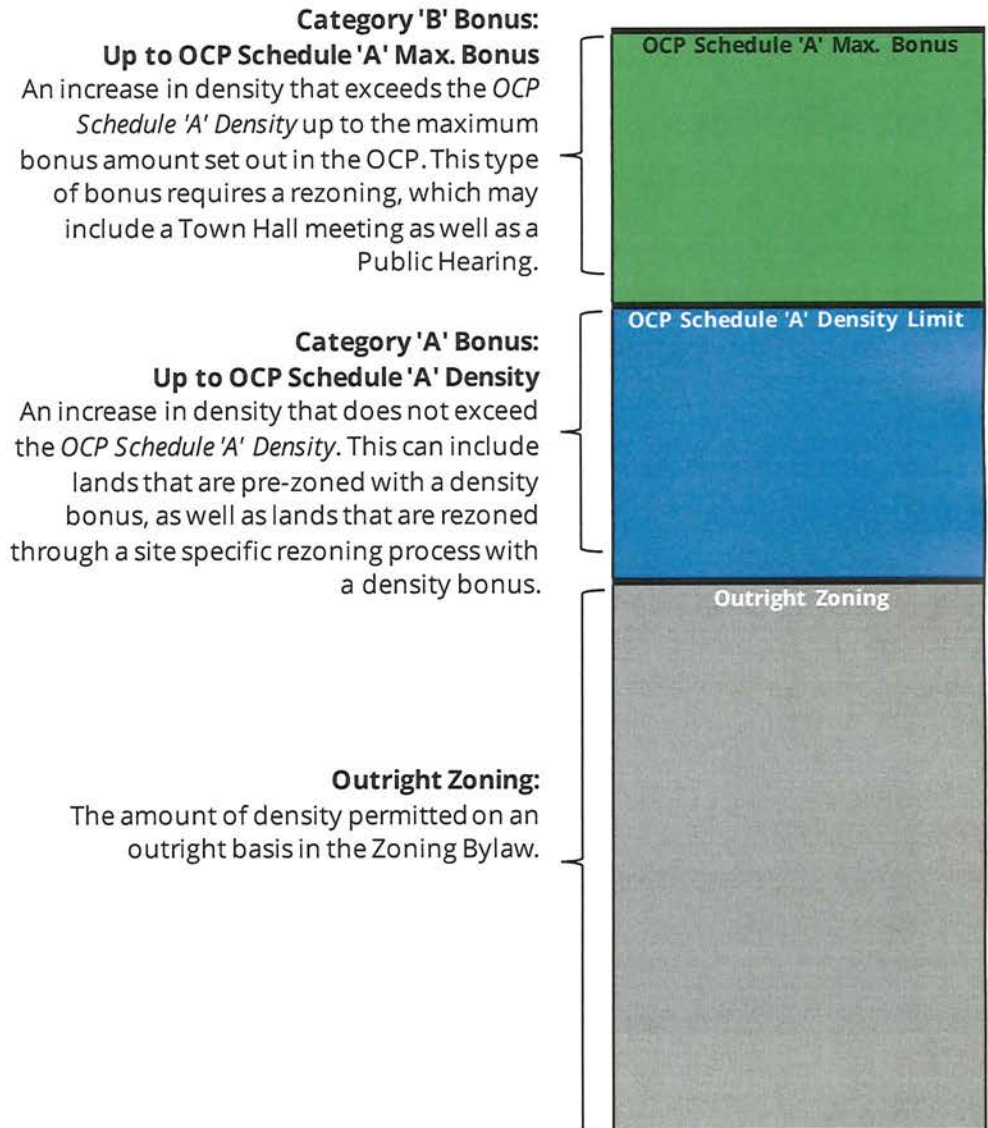 Category 'B' Bonus:
Up to OCP Schedule 'A' Max. Bonus
An increase in density that exceeds the OCP
Schedule 'A' Density up to the maximum
bonus amount set out in the OCP. This type
of bonus requires a rezoning, which may
include a Town Hall meeting as well as a
Public Hearing.
OCP Schedule 'A' Max. Bonus
Category 'A' Bonus:
Up to OCP Schedule 'A' Density
An increase in density that does not exceed
the OCP Schedule 'A' Density. This can include
lands that are pre-zoned with a density
bonus, as well as lands that are rezoned
through a site specific rezoning process with
a density bonus.
OCP Schedule 'A' Density Limit
Outright Zoning:
The amount of density permitted on an
outright basis in the Zoning Bylaw.
Outright Zoning